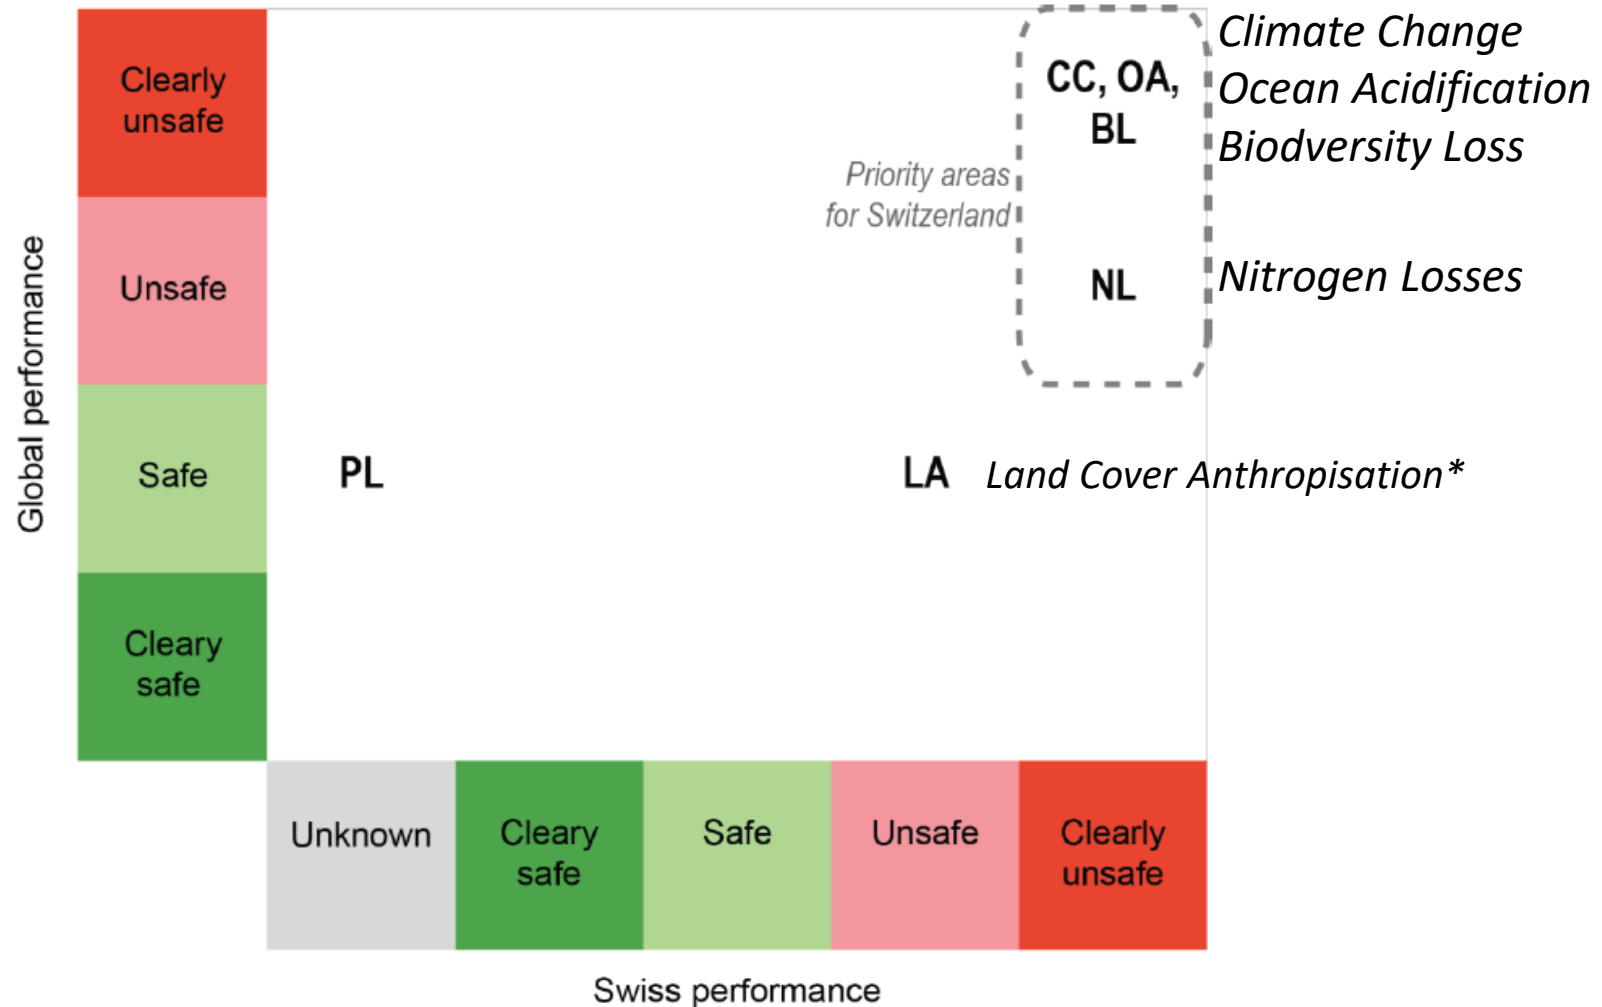 Clearly
unsafe
CC, OA,
BL
Climate Change
Ocean Acidification
Biodversity Loss
Priority areas
for Switzerland
Unsafe
NL
Nitrogen Losses
Global performance
Safe
PL
LA
Land Cover Anthropisation*
Cleary
safe
Unknown
Cleary
safe
Safe
Unsafe
Clearly
unsafe
Swiss performance